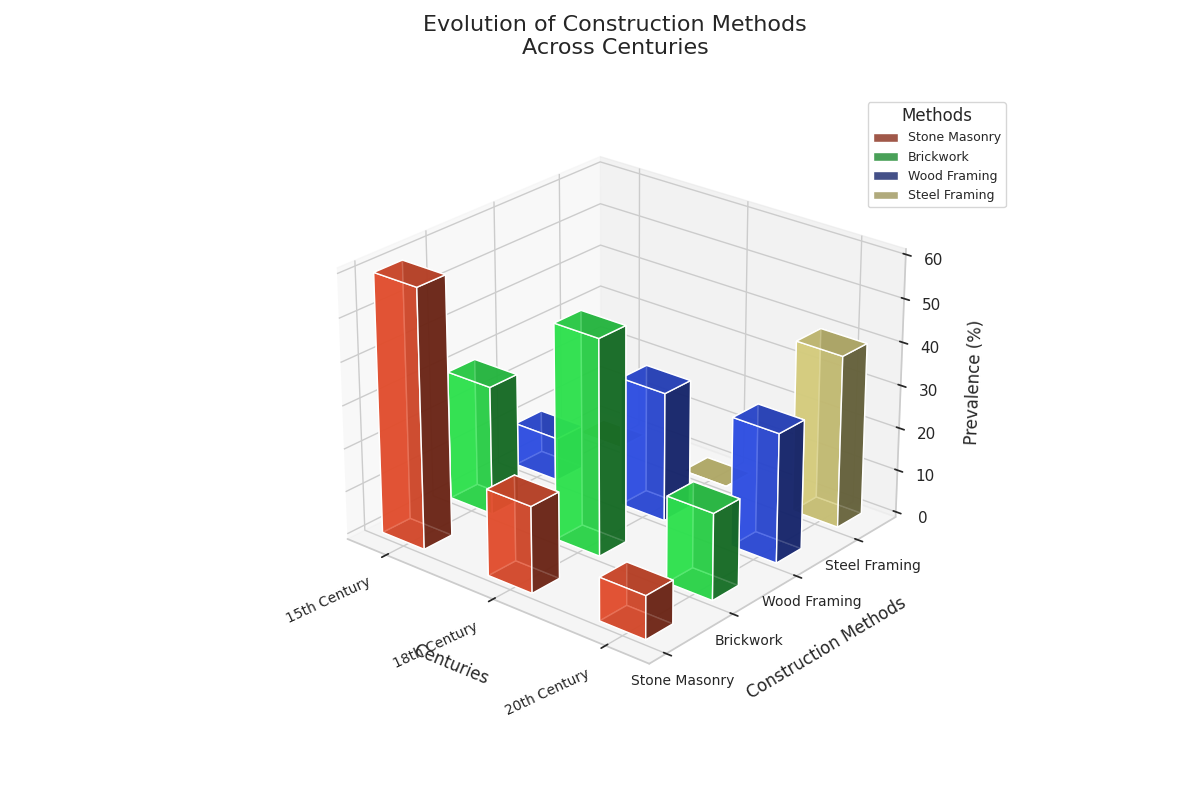 Evolution of Construction Methods
Across Centuries
Methods
Stone Masonry
Brickwork
Wood Framing
Steel Framing
60
50
40
30
20
10
0
Prevalence (%)
15th Century
18th Century
20th Century
Centuries
Stone Masonry
Brickwork
Wood Framing
Steel Framing
Construction Methods